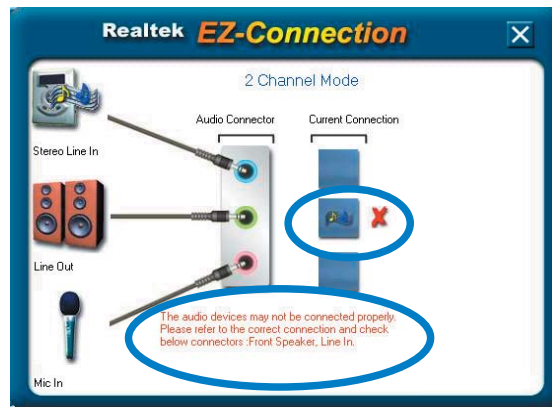 Realtek EZ-Connection
2 Channel Mode
Audio Connector
Current Connection
Stereo Line In
Line Out
The audio devices may not be connected properly.
Please refer to the correct connection and check
below connectors :Front Speaker, Line In.
Mic In